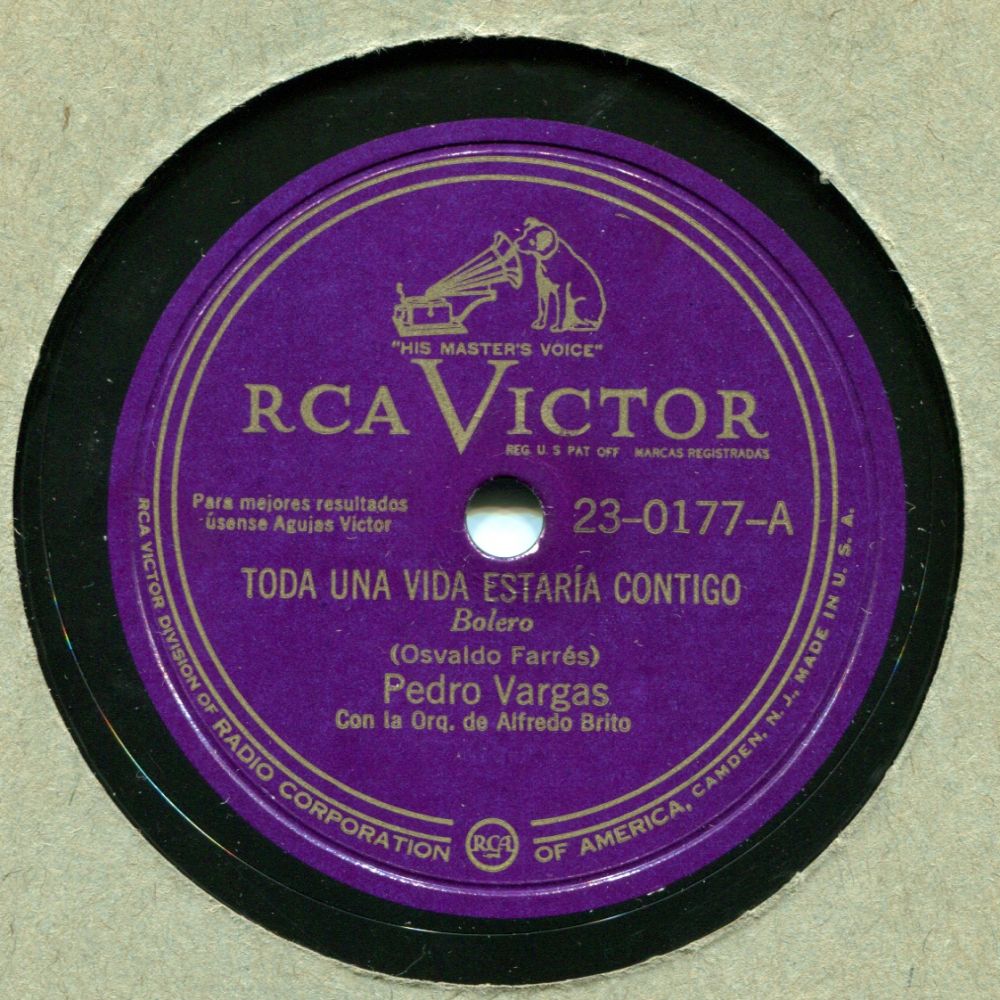 "HIS MASTER'S VOICE"
RCA VICTOR
REG. U. S. PAT. OFF. MARCAS REGISTRADAS
Para mejores resultados
úsense Agujas Victor
23-0177-A
TODA UNA VIDA ESTARÍA CONTIGO
Bolero
(Osvaldo Farrés)
Pedro Vargas
Con la Orq. de Alfredo Brito
RCA VICTOR DIVISION OF RADIO CORPORATION RCA OF AMERICA, CAMDEN, N. J., MADE IN U. S. A.